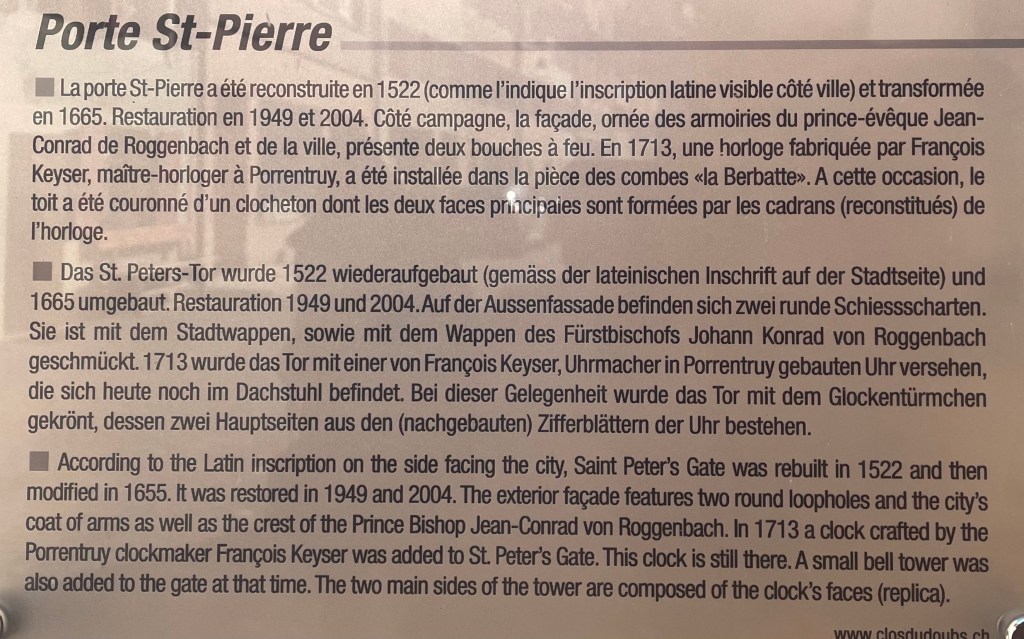 Porte St-Pierre
■ La porte St-Pierre a été reconstruite en 1522 (comme l'indique l'inscription latine visible côté ville) et transformée
en 1665. Restauration en 1949 et 2004. Côté campagne, la façade, ornée des armoiries du prince-évêque Jean-
Conrad de Roggenbach et de la ville, présente deux bouches à feu. En 1713, une horloge fabriquée par François
Keyser, maître-horloger à Porrentruy, a été installée dans la pièce des combes «la Berbatte». A cette occasion, le
toit a été couronné d'un clocheton dont les deux faces principales sont formées par les cadrans (reconstitués) de
l'horloge.
■ Das St. Peters-Tor wurde 1522 wiederaufgebaut (gemäss der lateinischen Inschrift auf der Stadtseite) und
1665 umgebaut. Restauration 1949 und 2004. Auf der Aussenfassade befinden sich zwei runde Schiessscharten.
Sie ist mit dem Stadtwappen, sowie mit dem Wappen des Fürstbischofs Johann Konrad von Roggenbach
geschmückt. 1713 wurde das Tor mit einer von François Keyser, Uhrmacher in Porrentruy gebauten Uhr versehen,
die sich heute noch im Dachstuhl befindet. Bei dieser Gelegenheit wurde das Tor mit dem Glockentürmchen
gekrönt, dessen zwei Hauptseiten aus den (nachgebauten) Zifferblättern der Uhr bestehen.
■ According to the Latin inscription on the side facing the city, Saint Peter's Gate was rebuilt in 1522 and then
modified in 1655. It was restored in 1949 and 2004. The exterior façade features two round loopholes and the city's
coat of arms as well as the crest of the Prince Bishop Jean-Conrad von Roggenbach. In 1713 a clock crafted by the
Porrentruy clockmaker François Keyser was added to St. Peter's Gate. This clock is still there. A small bell tower was
also added to the gate at that time. The two main sides of the tower are composed of the clock's faces (replica).
www.closdudoubs.ch